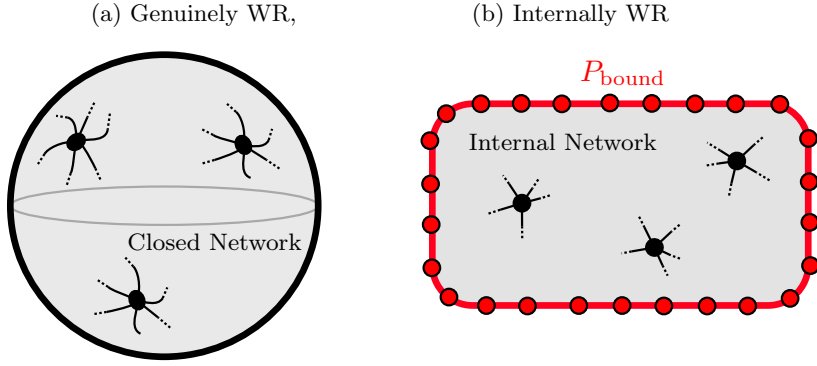 (a) Genuinely WR,
(b) Internally WR
P_bound
Internal Network
Closed Network